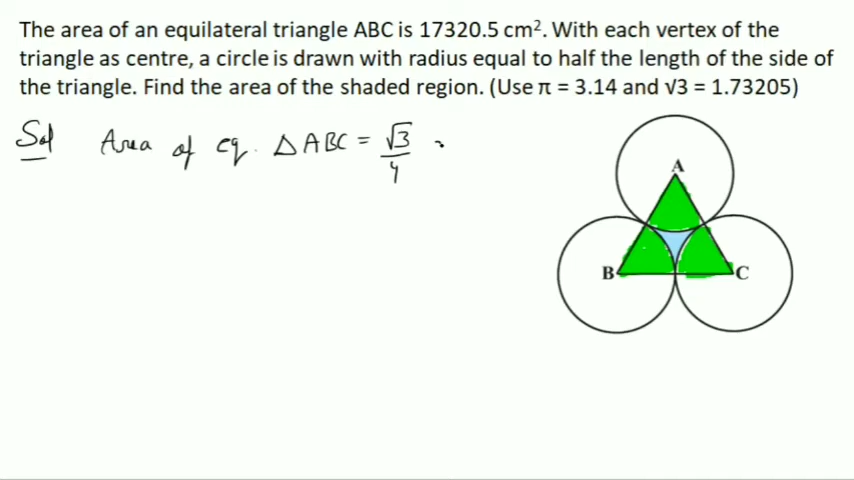 The area of an equilateral triangle ABC is 17320.5 cm². With each vertex of the
triangle as centre, a circle is drawn with radius equal to half the length of the side of
the triangle. Find the area of the shaded region. (Use π = 3.14 and √3 = 1.73205)
Sol Area of eq. △ABC = √3/4
A
B
C